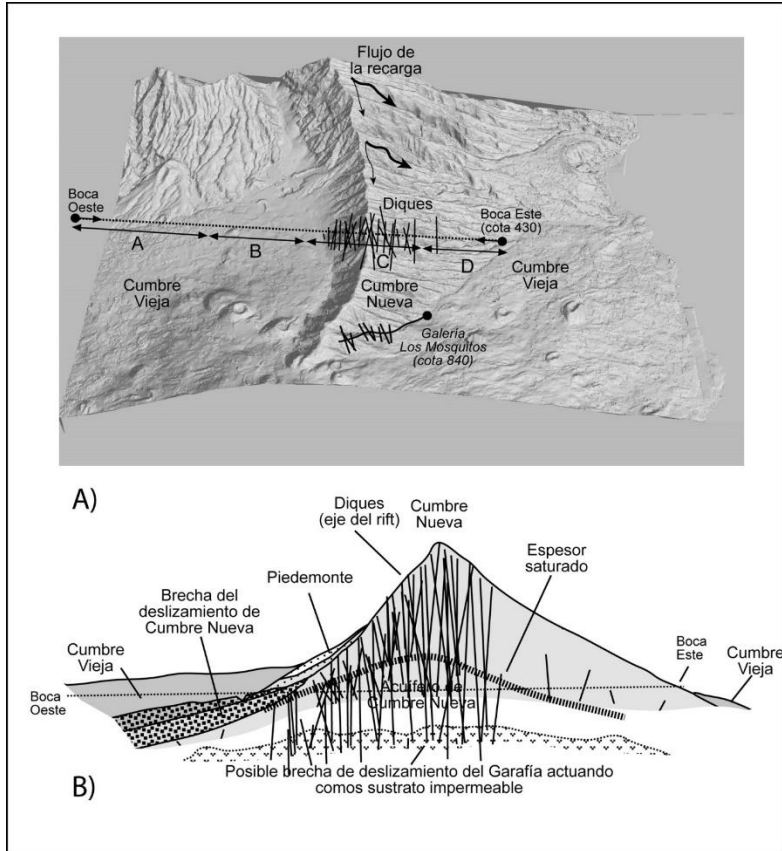 Flujo de
la recarga
Boca
Oeste
Diques
Boca Este
(cota 430)
A
B
C
D
Cumbre
Vieja
Cumbre
Nueva
Cumbre
Vieja
Galería
Los Mosquitos
(cota 840)
A)
Diques
(eje del rift)
Cumbre
Nueva
Espesor
saturado
Piedemonte
Brecha del
deslizamiento de
Cumbre Nueva
Cumbre
Vieja
Boca
Este
Cumbre
Vieja
Boca
Oeste
Acuífero de
Cumbre Nueva
Posible brecha de deslizamiento del Garafía actuando
comos sustrato impermeable
B)